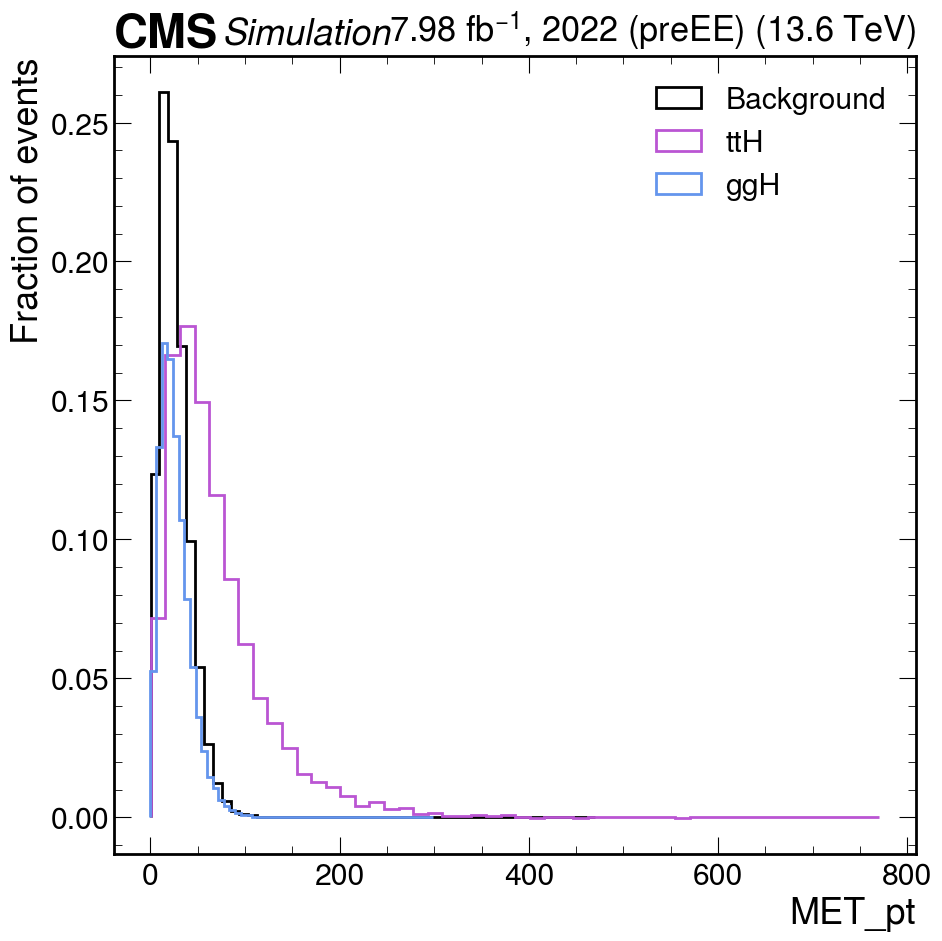 CMS Simulation 7.98 fb⁻¹, 2022 (preEE) (13.6 TeV)
Fraction of events
Background
ttH
ggH
0.25
0.20
0.15
0.10
0.05
0.00
0 200 400 600 800
MET_pt